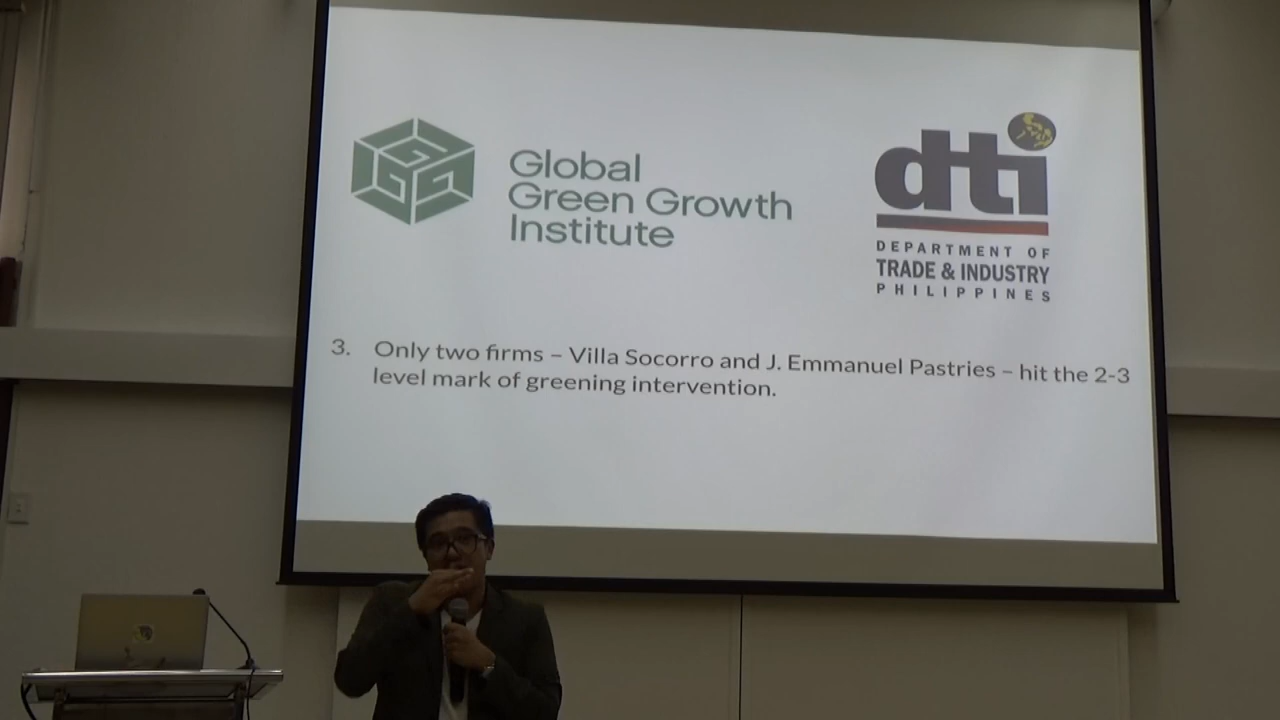 Global
Green Growth
Institute
dti
DEPARTMENT OF
TRADE & INDUSTRY
PHILIPPINES
3. Only two firms – Villa Socorro and J. Emmanuel Pastries – hit the 2-3
level mark of greening intervention.